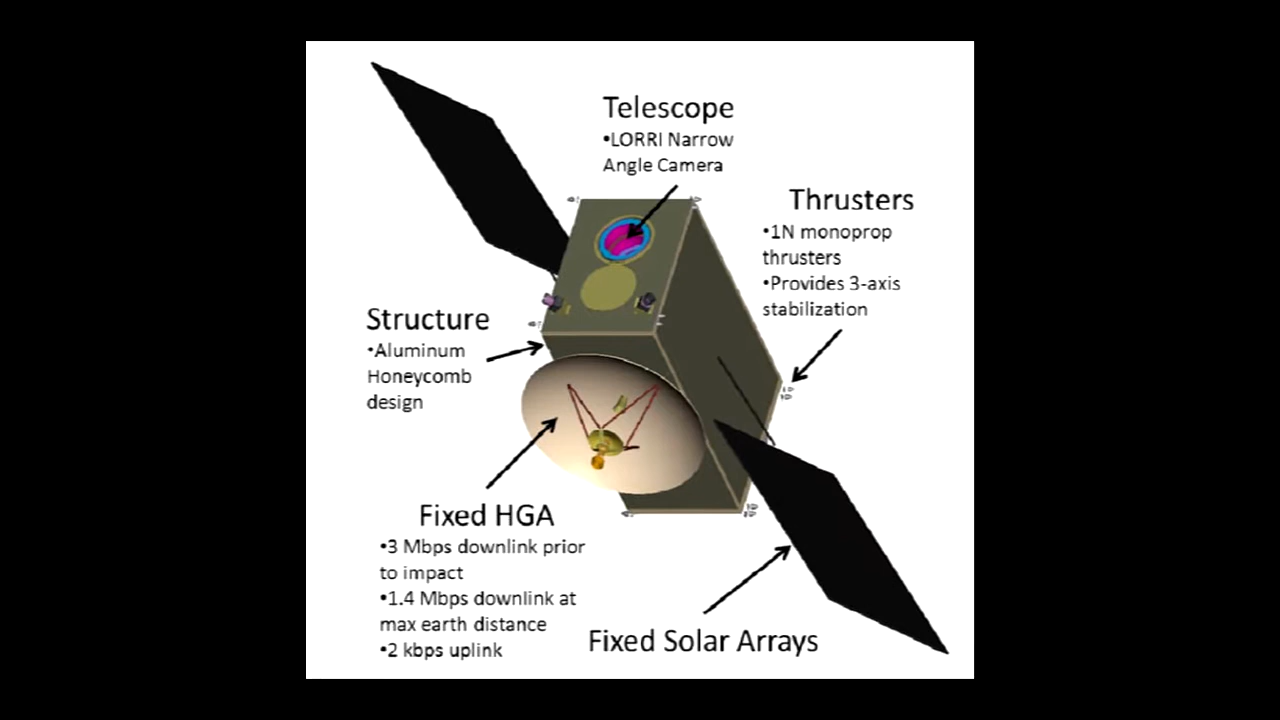 Telescope
•LORRI Narrow
Angle Camera
Thrusters
•1N monoprop
thrusters
•Provides 3-axis
stabilization
Structure
•Aluminum
Honeycomb
design
Fixed HGA
•3 Mbps downlink prior
to impact
•1.4 Mbps downlink at
max earth distance
•2 kbps uplink
Fixed Solar Arrays